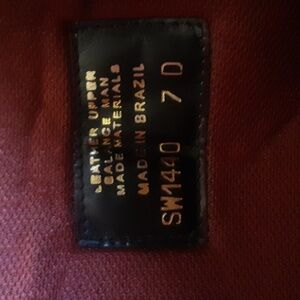 LEATHER UPPER
BALANCE MAN
MADE MATERIALS
MADE IN BRAZIL
SW1440 7 D